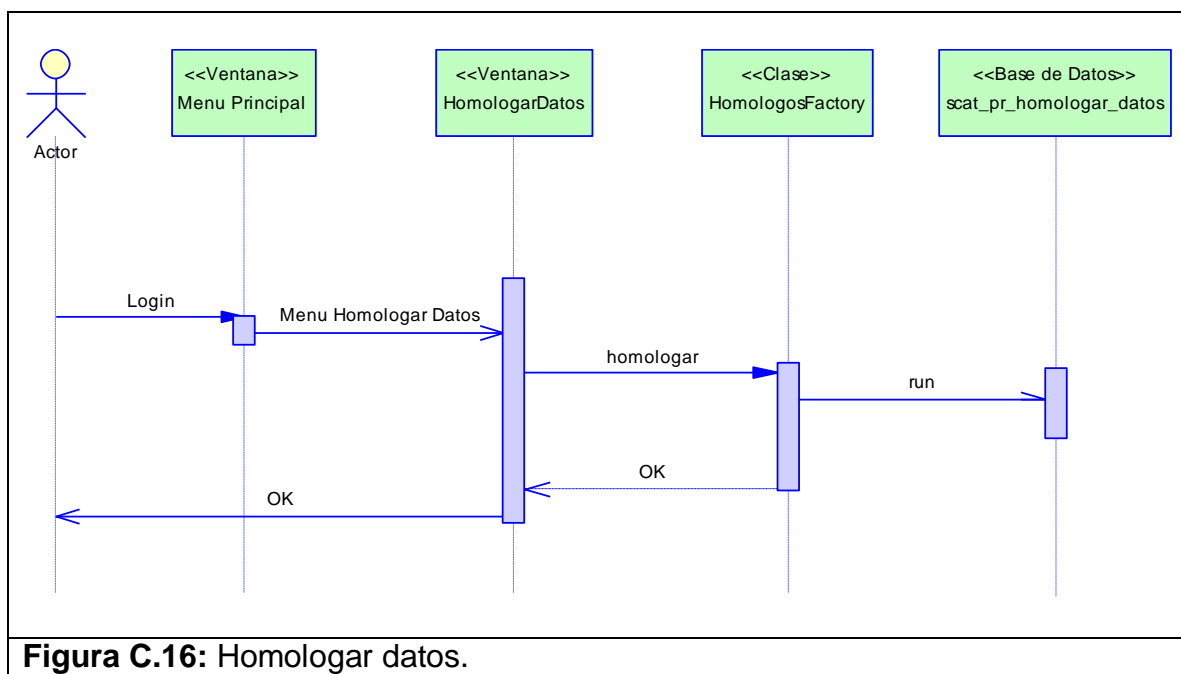 <<Ventana>>
Menu Principal
<<Ventana>>
HomologarDatos
<<Clase>>
HomologosFactory
<<Base de Datos>>
scat_pr_homologar_datos
Actor
Login
Menu Homologar Datos
homologar
run
OK
OK
Figura C.16: Homologar datos.